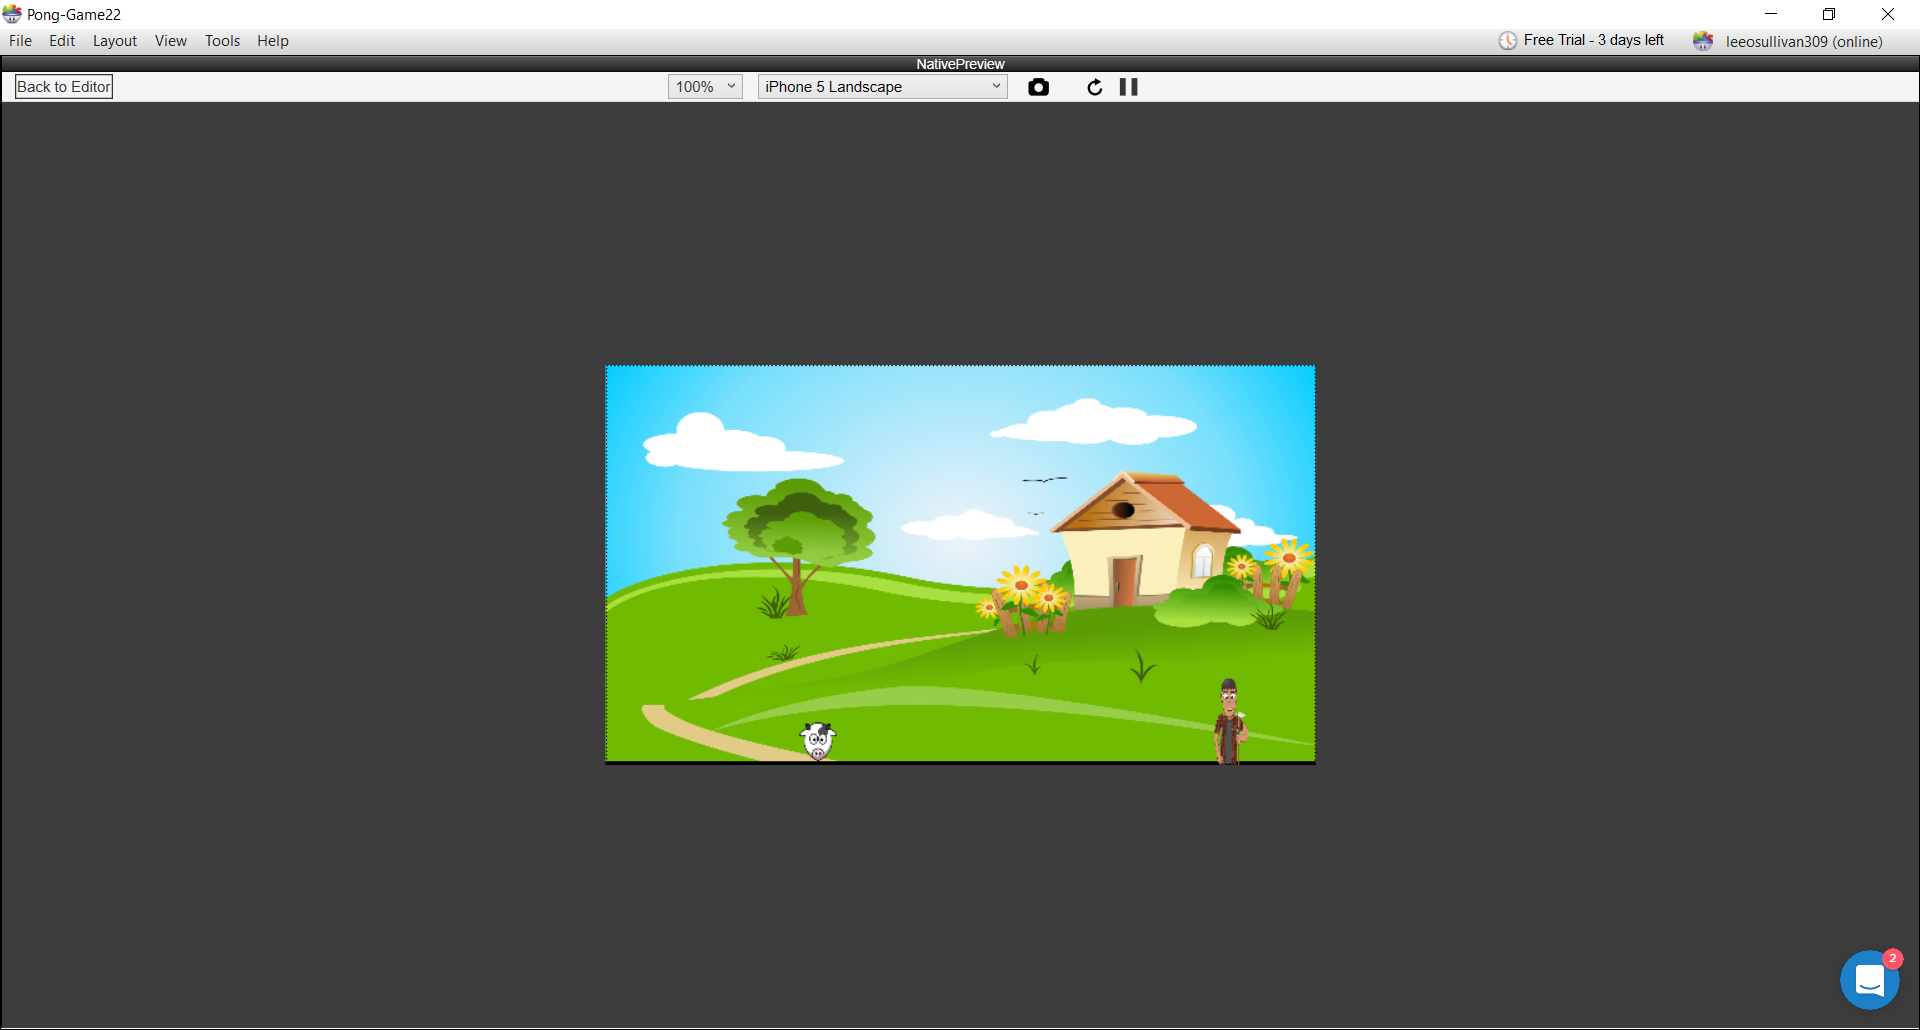 Pong-Game22
File Edit Layout View Tools Help Free Trial - 3 days left leeosullivan309 (online)
NativePreview
Back to Editor 100% iPhone 5 Landscape
2